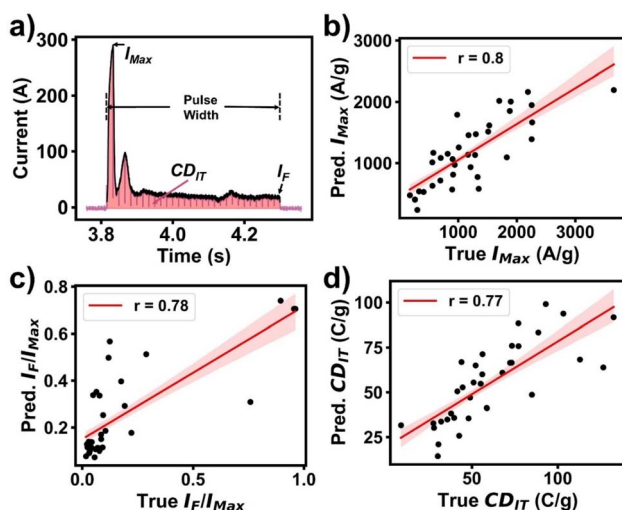 a)
300
200
100
0
Current (A)
I_Max
Pulse
Width
CD_IT
I_F
3.8 4.0 4.2
Time (s)
b)
r = 0.8
2000
1000
Pred. I_Max (A/g)
1000 2000 3000
True I_Max (A/g)
c)
0.8
0.6
0.4
0.2
Pred. I_F/I_Max
r = 0.78
0.0 0.5 1.0
True I_F/I_Max
d)
r = 0.77
100
75
50
25
Pred. CD_IT (C/g)
50 100
True CD_IT (C/g)